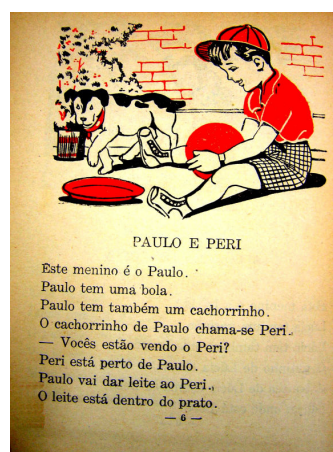 PAULO E PERI
Este menino é o Paulo.
Paulo tem uma bola.
Paulo tem também um cachorrinho.
O cachorrinho de Paulo chama-se Peri.
— Vocês estão vendo o Peri?
Peri está perto de Paulo.
Paulo vai dar leite ao Peri.
O leite está dentro do prato.
— 6 —